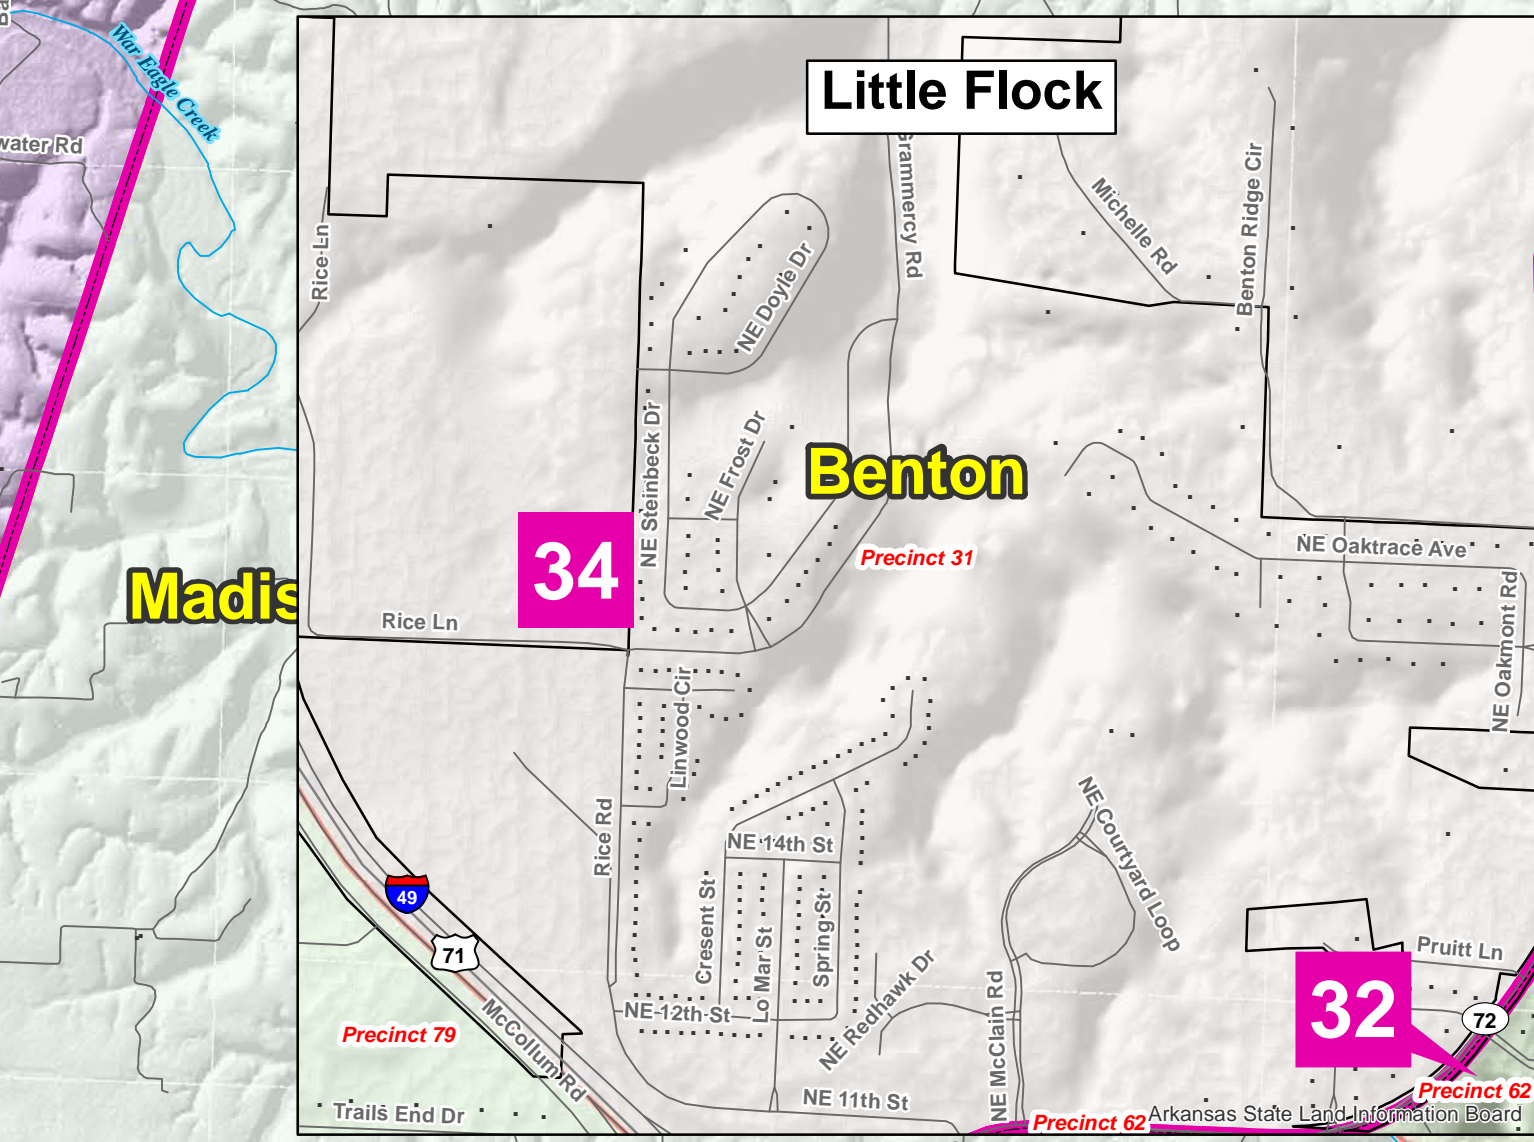 War Eagle Creek
water Rd
Madis
Little Flock
Grammercy Rd
Michelle Rd
Benton Ridge Cir
Rice Ln
NE Doyle Dr
NE Steinbeck Dr
NE Frost Dr
Benton
34
Precinct 31
NE Oaktrace Ave
NE Oakmont Rd
Rice Ln
Linwood Cir
Rice Rd
NE 14th St
NE Courtyard Loop
49
71
Cresent St
Lo Mar St
Spring St
NE Redhawk Dr
NE McClain Rd
Pruitt Ln
32
72
NE 12th St
Precinct 79
McCollum Rd
Trails End Dr
NE 11th St
Precinct 62
Precinct 62
Arkansas State Land Information Board